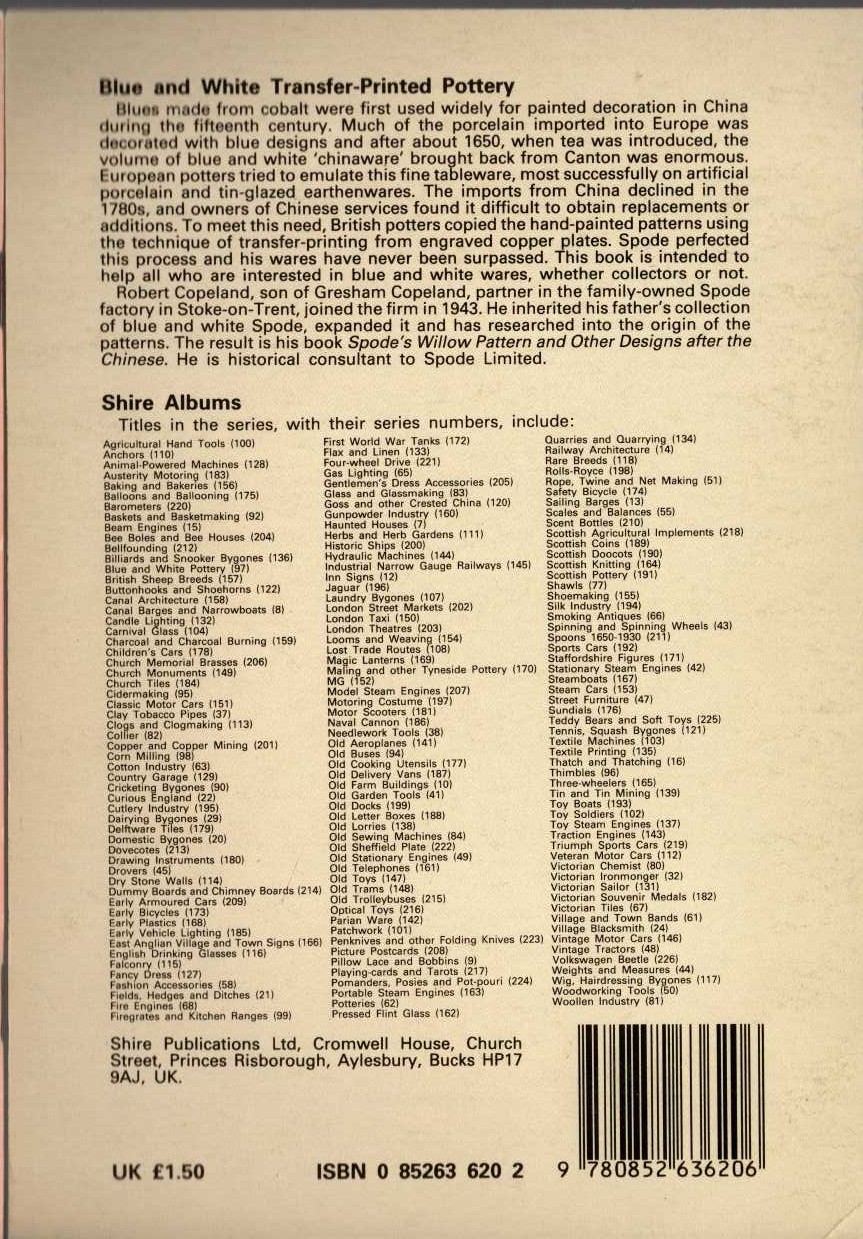 Blue and White Transfer-Printed Pottery
Blues made from cobalt were first used widely for painted decoration in China
during the fifteenth century. Much of the porcelain imported into Europe was
decorated with blue designs and after about 1650, when tea was introduced, the
volume of blue and white 'chinaware' brought back from Canton was enormous.
European potters tried to emulate this fine tableware, most successfully on artificial
porcelain and tin-glazed earthenwares. The imports from China declined in the
1780s, and owners of Chinese services found it difficult to obtain replacements or
additions. To meet this need, British potters copied the hand-painted patterns using
the technique of transfer-printing from engraved copper plates. Spode perfected
this process and his wares have never been surpassed. This book is intended to
help all who are interested in blue and white wares, whether collectors or not.
Robert Copeland, son of Gresham Copeland, partner in the family-owned Spode
factory in Stoke-on-Trent, joined the firm in 1943. He inherited his father's collection
of blue and white Spode, expanded it and has researched into the origin of the
patterns. The result is his book Spode's Willow Pattern and Other Designs after the
Chinese. He is historical consultant to Spode Limited.
Shire Albums
Titles in the series, with their series numbers, include:
Agricultural Hand Tools (100)
Anchors (110)
Animal-Powered Machines (128)
Austerity Motoring (183)
Baking and Bakeries (156)
Balloons and Ballooning (175)
Barometers (220)
Baskets and Basketmaking (92)
Beam Engines (15)
Bee Boles and Bee Houses (204)
Bellfounding (212)
Billiards and Snooker Bygones (136)
Blue and White Pottery (97)
British Sheep Breeds (157)
Buttonhooks and Shoehorns (122)
Canal Architecture (158)
Canal Barges and Narrowboats (8)
Candle Lighting (132)
Carnival Glass (104)
Charcoal and Charcoal Burning (159)
Children's Cars (178)
Church Memorial Brasses (206)
Church Monuments (149)
Church Tiles (184)
Cidermaking (95)
Classic Motor Cars (151)
Clay Tobacco Pipes (37)
Clogs and Clogmaking (113)
Collier (82)
Copper and Copper Mining (201)
Corn Milling (98)
Cotton Industry (63)
Country Garage (129)
Cricketing Bygones (90)
Curious England (22)
Cutlery Industry (195)
Dairying Bygones (29)
Delftware Tiles (179)
Domestic Bygones (20)
Dovecotes (213)
Drawing Instruments (180)
Drovers (45)
Dry Stone Walls (114)
Dummy Boards and Chimney Boards (214)
Early Armoured Cars (209)
Early Bicycles (173)
Early Plastics (168)
Early Vehicle Lighting (185)
East Anglian Village and Town Signs (166)
English Drinking Glasses (116)
Falconry (115)
Fancy Dress (127)
Fashion Accessories (58)
Fields, Hedges and Ditches (21)
Fire Engines (68)
Firegrates and Kitchen Ranges (99)
First World War Tanks (172)
Flax and Linen (133)
Four-wheel Drive (221)
Gas Lighting (65)
Gentlemen's Dress Accessories (205)
Glass and Glassmaking (83)
Goss and other Crested China (120)
Gunpowder Industry (160)
Haunted Houses (7)
Herbs and Herb Gardens (111)
Historic Ships (200)
Hydraulic Machines (144)
Industrial Narrow Gauge Railways (145)
Inn Signs (12)
Jaguar (196)
Laundry Bygones (107)
London Street Markets (202)
London Taxi (150)
London Theatres (203)
Looms and Weaving (154)
Lost Trade Routes (108)
Magic Lanterns (169)
Maling and other Tyneside Pottery (170)
MG (152)
Model Steam Engines (207)
Motoring Costume (197)
Motor Scooters (181)
Naval Cannon (186)
Needlework Tools (38)
Old Aeroplanes (141)
Old Buses (94)
Old Cooking Utensils (177)
Old Delivery Vans (187)
Old Farm Buildings (10)
Old Garden Tools (41)
Old Docks (199)
Old Letter Boxes (188)
Old Lorries (138)
Old Sewing Machines (84)
Old Sheffield Plate (222)
Old Stationary Engines (49)
Old Telephones (161)
Old Toys (147)
Old Trams (148)
Old Trolleybuses (215)
Optical Toys (216)
Parian Ware (142)
Patchwork (101)
Penknives and other Folding Knives (223)
Picture Postcards (208)
Pillow Lace and Bobbins (9)
Playing-cards and Tarots (217)
Pomanders, Posies and Pot-pouri (224)
Portable Steam Engines (163)
Potteries (62)
Pressed Flint Glass (162)
Quarries and Quarrying (134)
Railway Architecture (14)
Rare Breeds (118)
Rolls-Royce (198)
Rope, Twine and Net Making (51)
Safety Bicycle (174)
Sailing Barges (13)
Scales and Balances (55)
Scent Bottles (210)
Scottish Agricultural Implements (218)
Scottish Coins (189)
Scottish Doocots (190)
Scottish Knitting (164)
Scottish Pottery (191)
Shawls (77)
Shoemaking (155)
Silk Industry (194)
Smoking Antiques (66)
Spinning and Spinning Wheels (43)
Spoons 1650-1930 (211)
Sports Cars (192)
Staffordshire Figures (171)
Stationary Steam Engines (42)
Steamboats (167)
Steam Cars (153)
Street Furniture (47)
Sundials (176)
Teddy Bears and Soft Toys (225)
Tennis, Squash Bygones (121)
Textile Machines (103)
Textile Printing (135)
Thatch and Thatching (16)
Thimbles (96)
Three-wheelers (165)
Tin and Tin Mining (139)
Toy Boats (193)
Toy Soldiers (102)
Toy Steam Engines (137)
Traction Engines (143)
Triumph Sports Cars (219)
Veteran Motor Cars (112)
Victorian Chemist (80)
Victorian Ironmonger (32)
Victorian Sailor (131)
Victorian Souvenir Medals (182)
Victorian Tiles (67)
Village and Town Bands (61)
Village Blacksmith (24)
Vintage Motor Cars (146)
Vintage Tractors (48)
Volkswagen Beetle (226)
Weights and Measures (44)
Wig, Hairdressing Bygones (117)
Woodworking Tools (50)
Woollen Industry (81)
Shire Publications Ltd, Cromwell House, Church
Street, Princes Risborough, Aylesbury, Bucks HP17
9AJ, UK.
UK £1.50
ISBN 0 85263 620 2
9 780852 636206